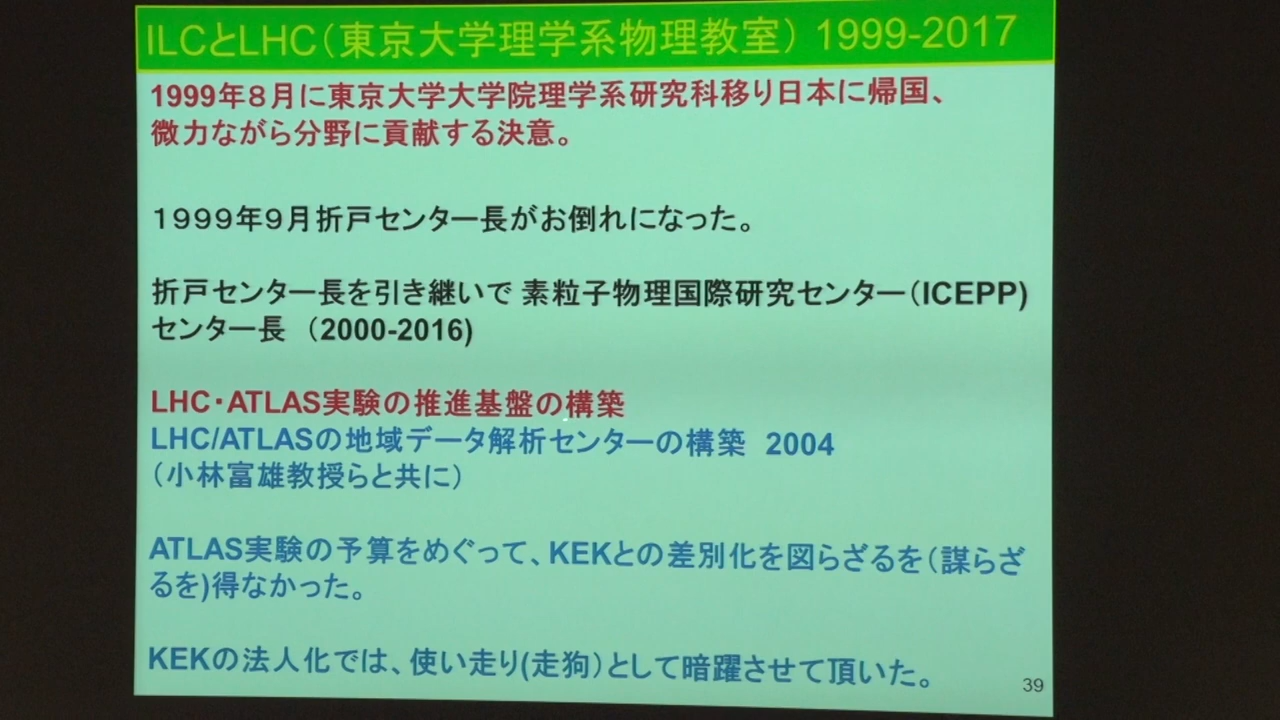 ILCとLHC(東京大学理学系物理教室) 1999-2017
1999年８月に東京大学大学院理学系研究科移り日本に帰国、
微力ながら分野に貢献する決意。
１９９９年９月折戸センター長がお倒れになった。
折戸センター長を引き継いで 素粒子物理国際研究センター(ICEPP)
センター長 (2000-2016)
LHC・ATLAS実験の推進基盤の構築
LHC/ATLASの地域データ解析センターの構築 2004
(小林富雄教授らと共に)
ATLAS実験の予算をめぐって、KEKとの差別化を図らざるを(謀らざ
るを)得なかった。
KEKの法人化では、使い走り(走狗)として暗躍させて頂いた。
39